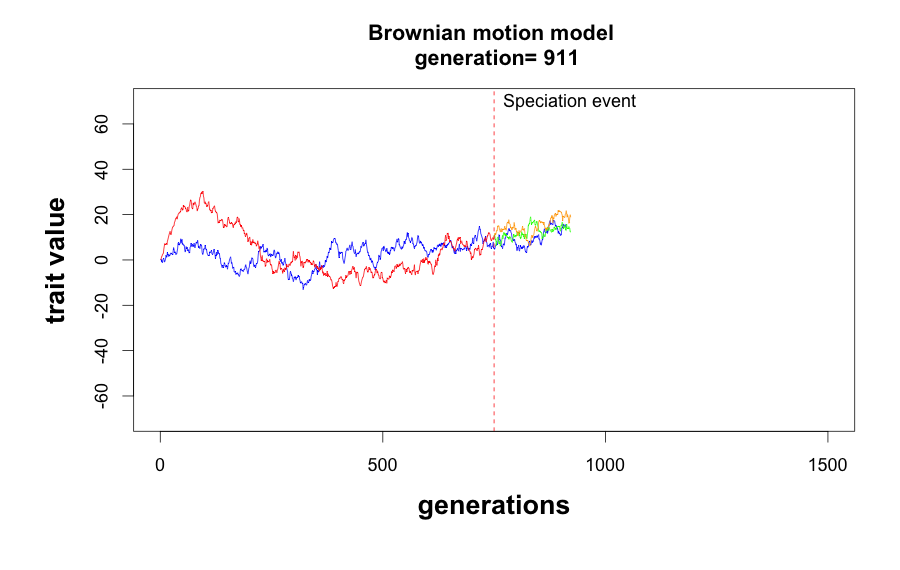 Brownian motion model
generation= 911
Speciation event
trait value
60
40
20
0
-20
-40
-60
0 500 1000 1500
generations